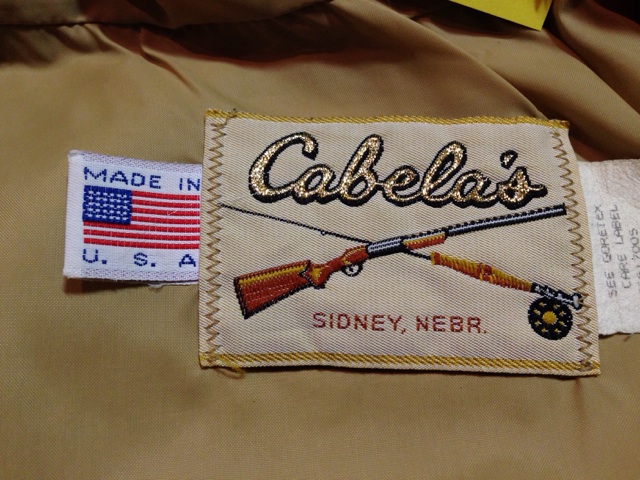 MADE IN
U. S. A
Cabela's
SIDNEY, NEBR.
SEE GORETEX
CARE LABEL